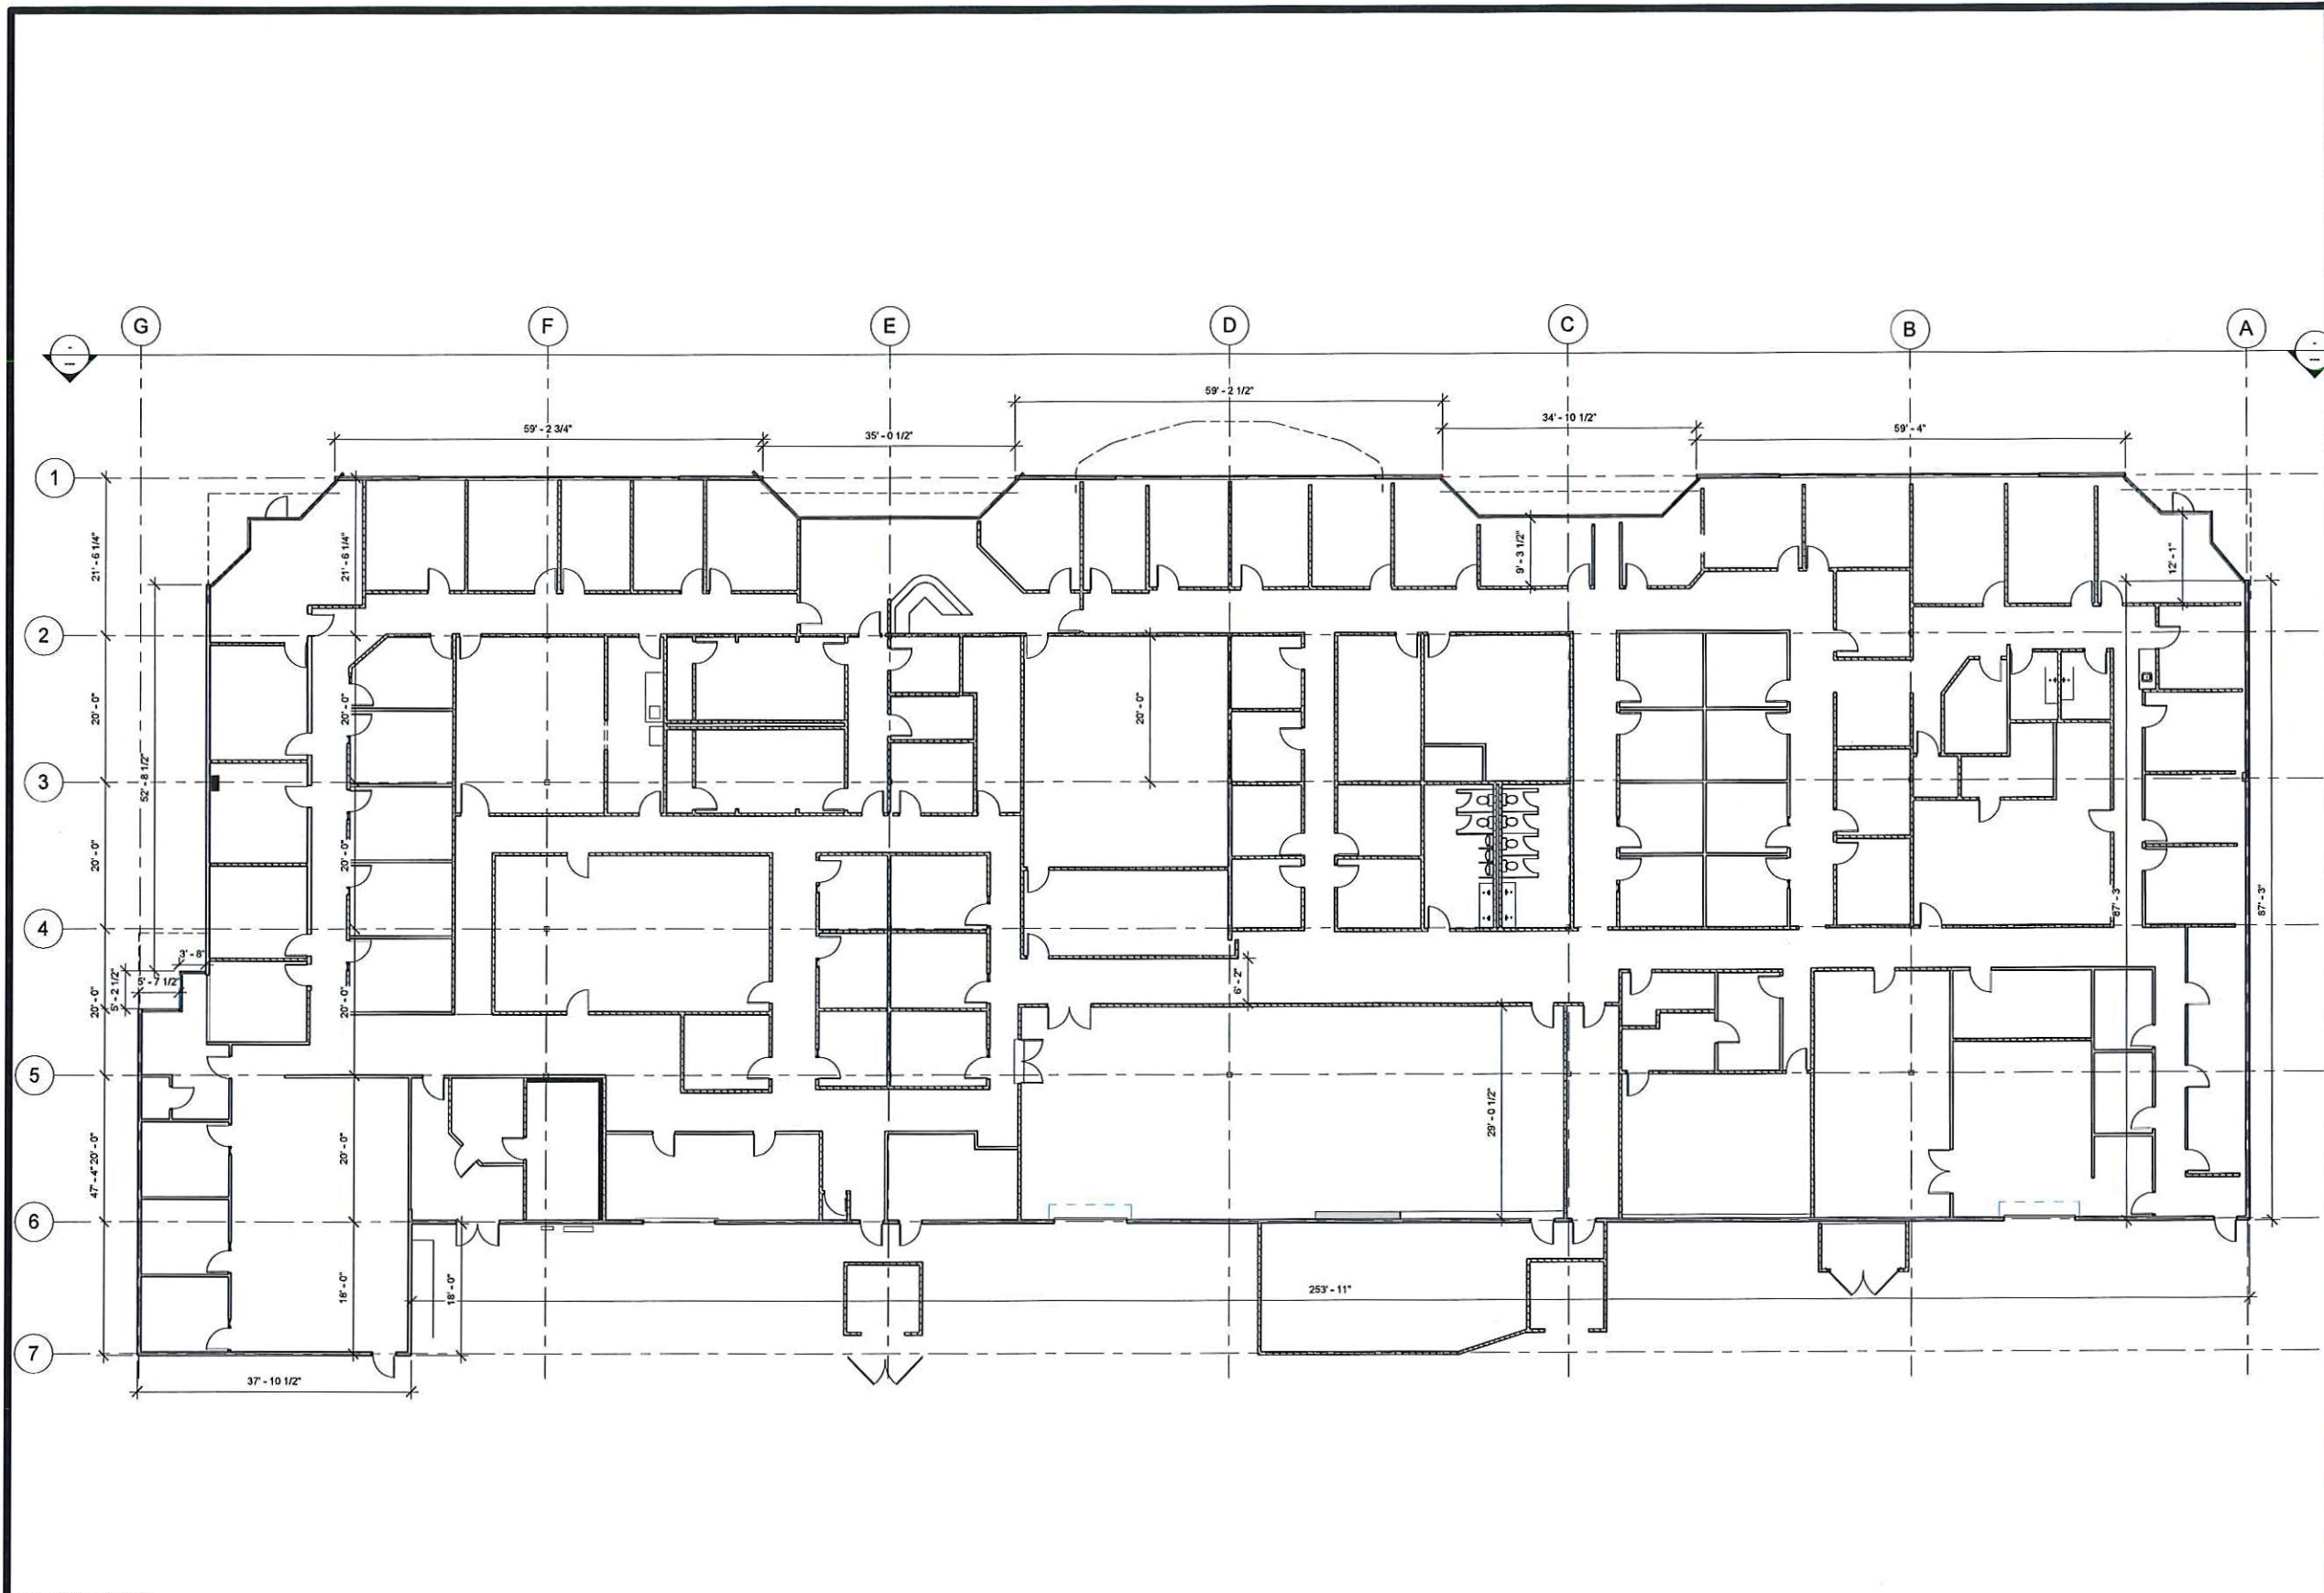 G
F
E
D
C
B
A
59' - 2 1/2"
34' - 10 1/2"
59' - 2 3/4"
35' - 0 1/2"
59' - 4"
1
21' - 6 1/4"
21' - 6 1/4"
9' - 3 1/2"
12' - 1"
2
20' - 0"
20' - 0"
20' - 0"
52' - 8 1/2"
3
20' - 0"
20' - 0"
87' - 3"
87' - 3"
4
3' - 8"
5' - 2 1/2"
20' - 0"
20' - 0"
6' - 2"
5
29' - 0 1/2"
47' - 4"
20' - 0"
20' - 0"
6
18' - 0"
18' - 0"
253' - 11"
7
37' - 10 1/2"